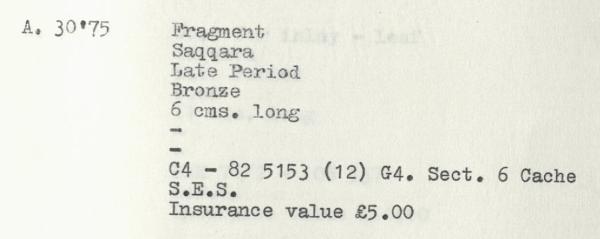 A. 30'75 Fragment
Saqqara
Late Period
Bronze
6 cms. long
-
-
C4 - 82 5153 (12) G4. Sect. 6 Cache
S.E.S.
Insurance value £5.00